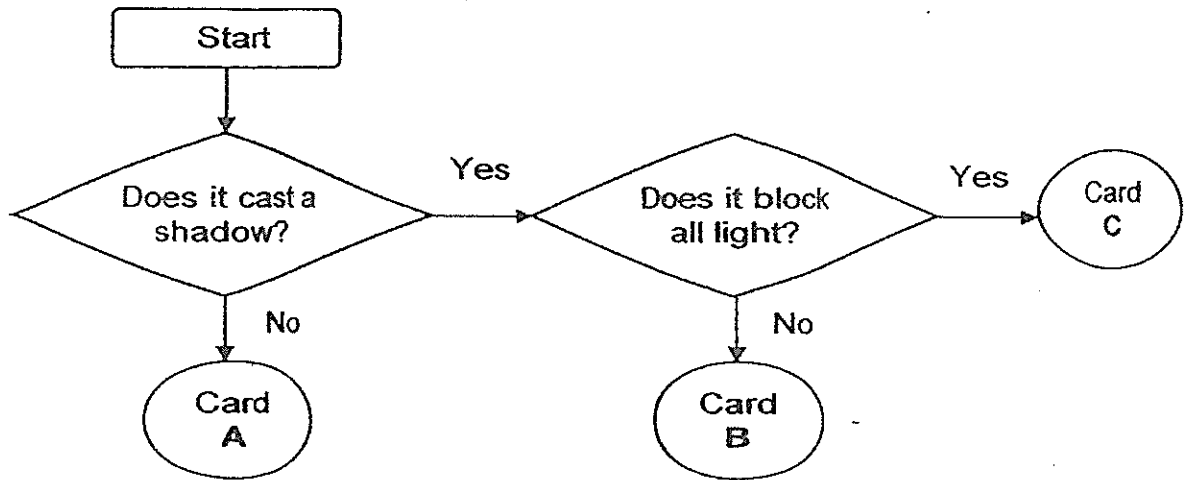 Start
Does it cast a
shadow?
Yes
Does it block
all light?
Yes
Card
C
No
No
Card
A
Card
B